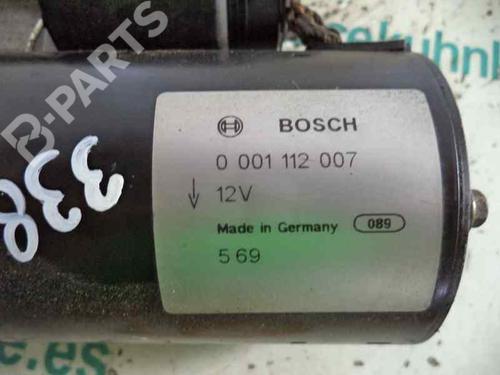 BOSCH
0 001 112 007
12V
Made in Germany 089
5 69
338
B-PARTS